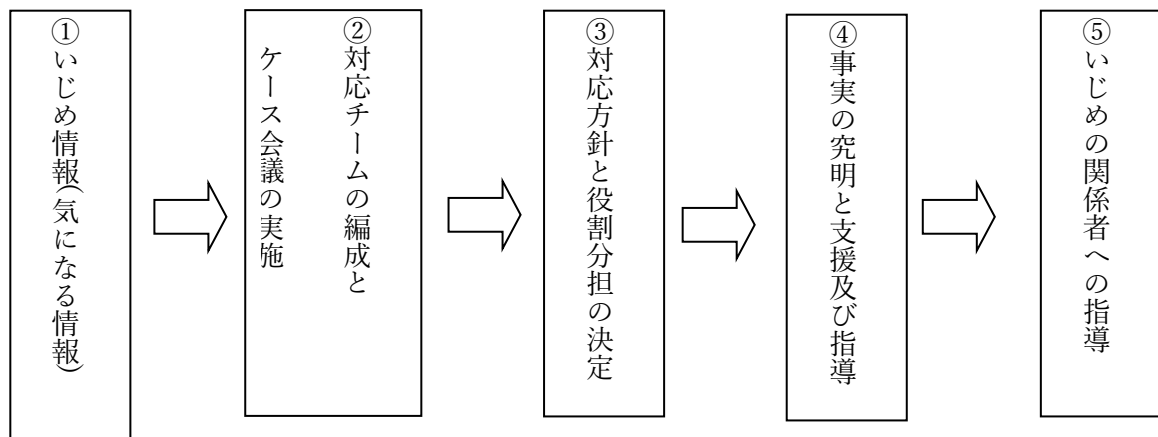 ①いじめ情報(気になる情報)
②対応チームの編成と
ケース会議の実施
③対応方針と役割分担の決定
④事実の究明と支援及び指導
⑤いじめの関係者への指導